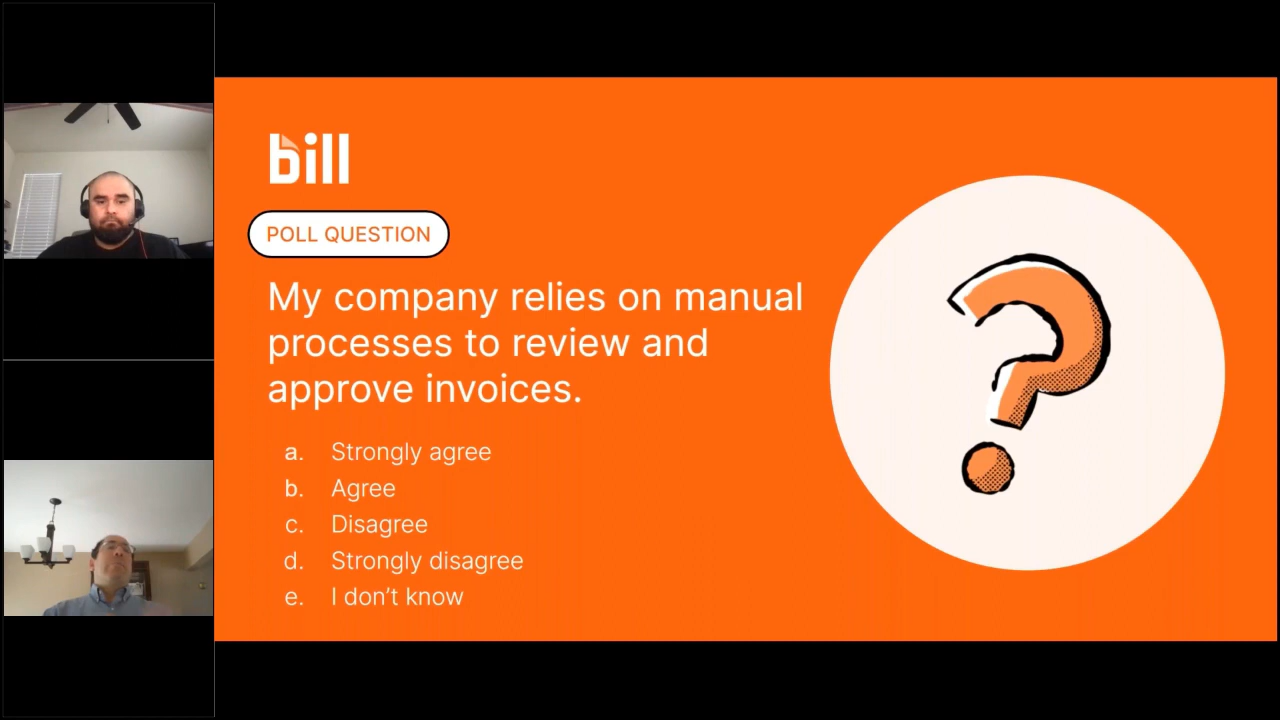 bill
POLL QUESTION
My company relies on manual
processes to review and
approve invoices.
a. Strongly agree
b. Agree
c. Disagree
d. Strongly disagree
e. I don’t know